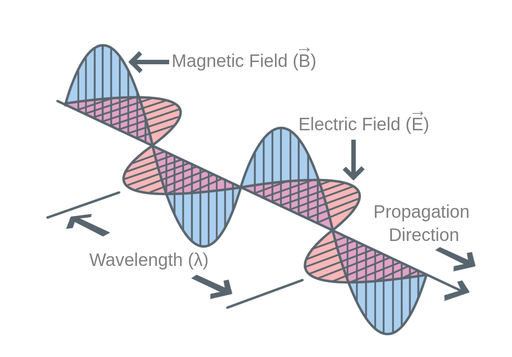 Magnetic Field (B⃗)
Electric Field (E⃗)
Propagation
Direction
Wavelength (λ)